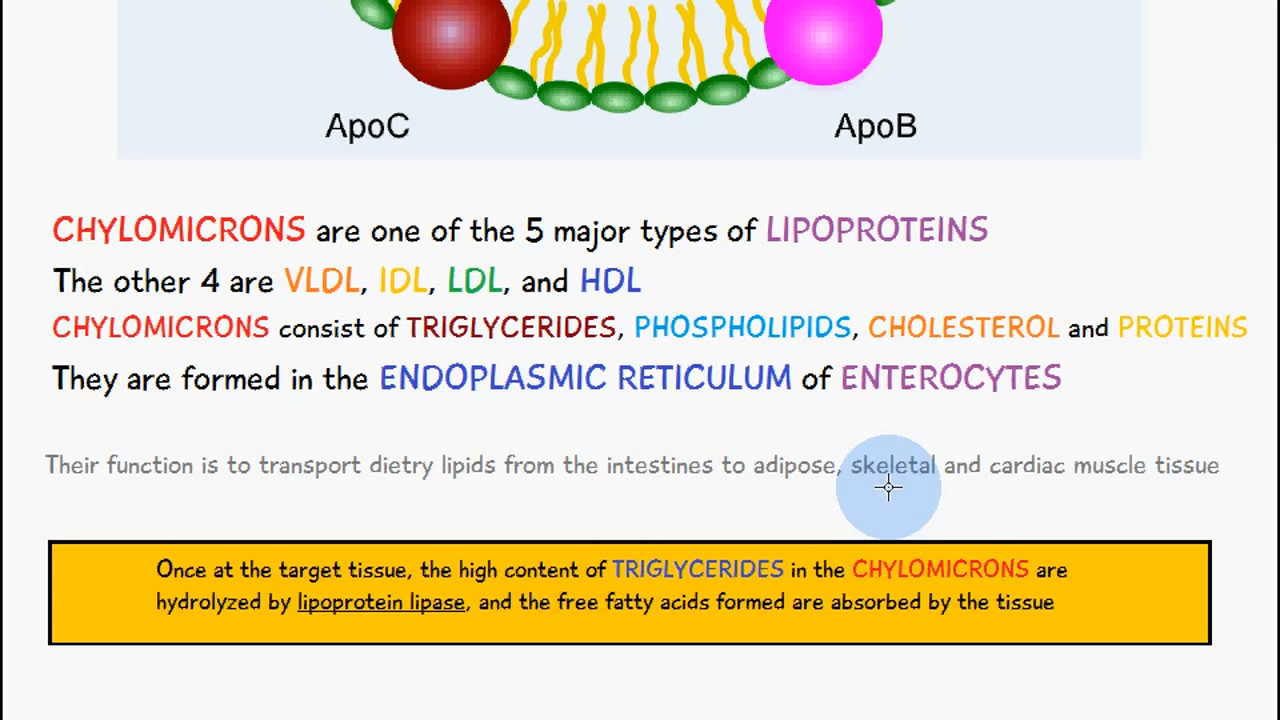 ApoC
ApoB
CHYLOMICRONS are one of the 5 major types of LIPOPROTEINS
The other 4 are VLDL, IDL, LDL, and HDL
CHYLOMICRONS consist of TRIGLYCERIDES, PHOSPHOLIPIDS, CHOLESTEROL and PROTEINS
They are formed in the ENDOPLASMIC RETICULUM of ENTEROCYTES
Their function is to transport dietry lipids from the intestines to adipose, skeletal and cardiac muscle tissue
Once at the target tissue, the high content of TRIGLYCERIDES in the CHYLOMICRONS are
hydrolyzed by lipoprotein lipase, and the free fatty acids formed are absorbed by the tissue